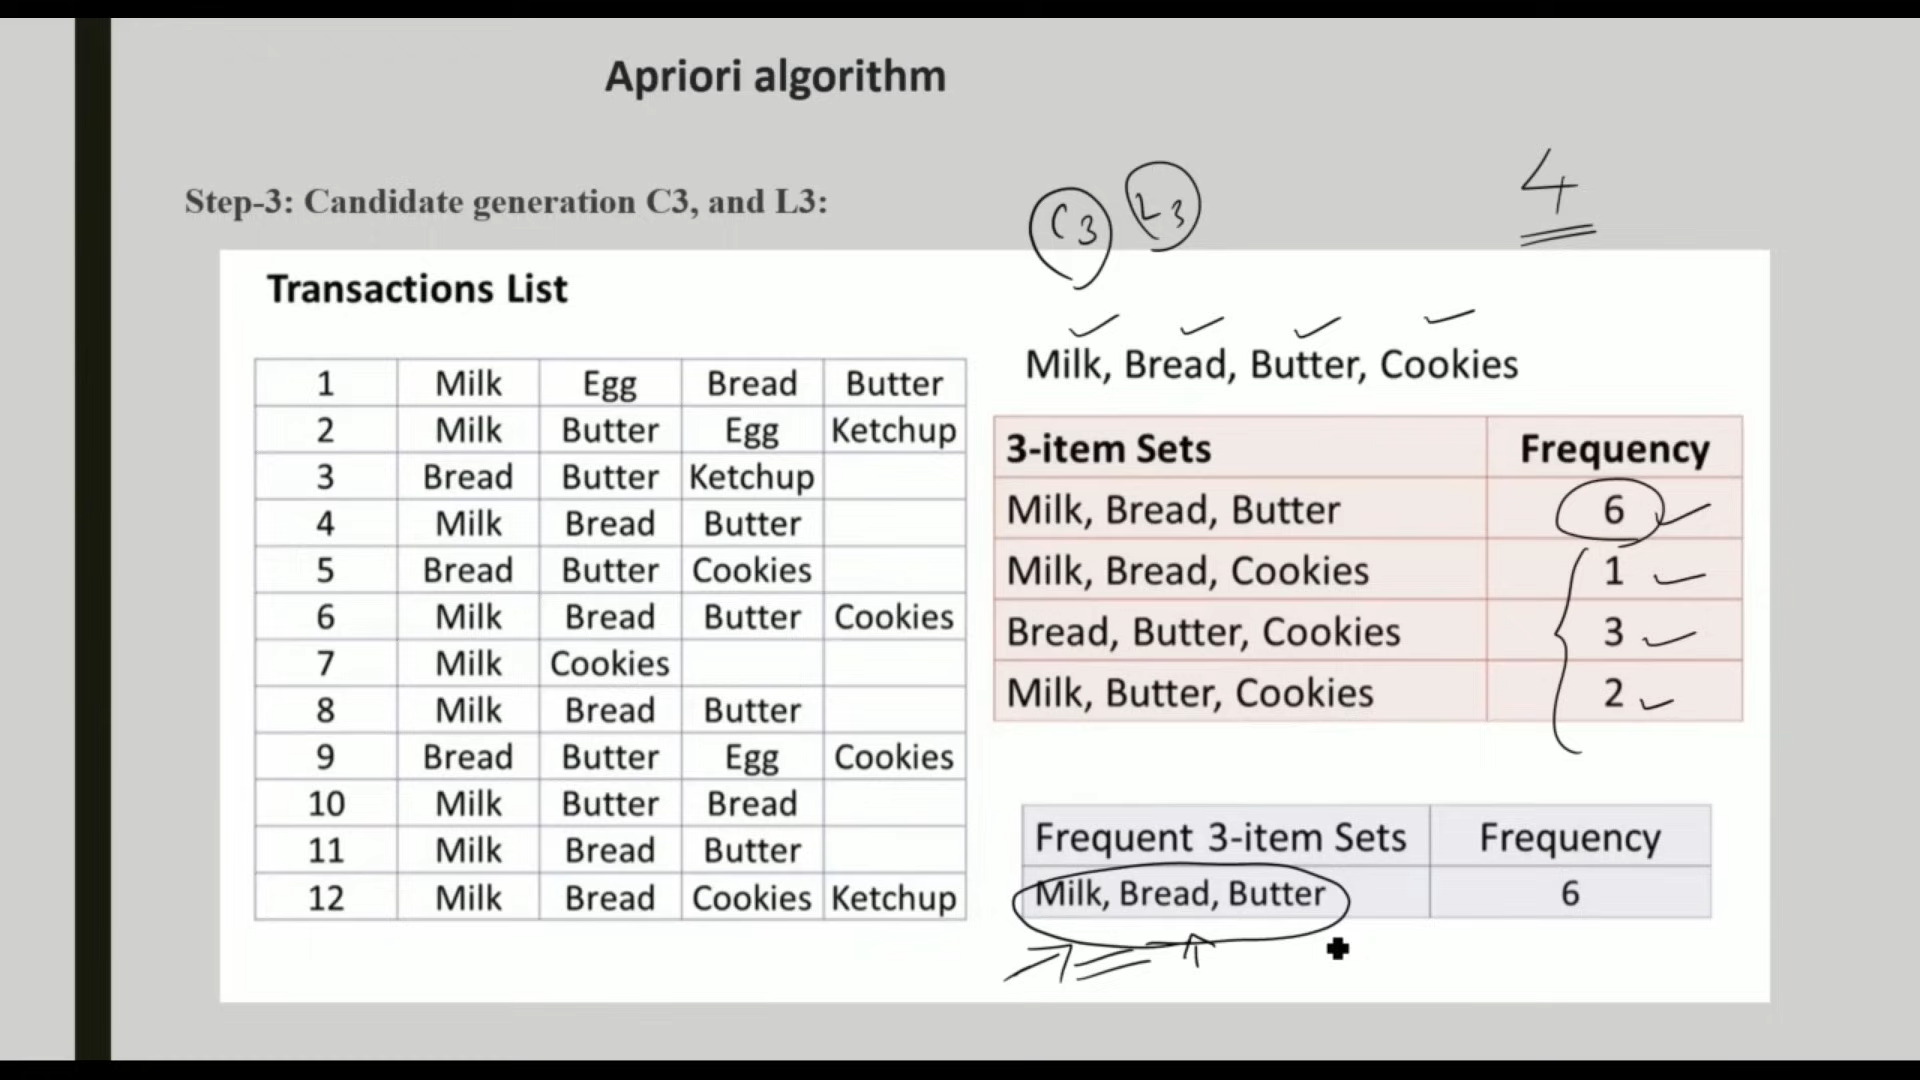 Apriori algorithm
Step-3: Candidate generation C3, and L3:
C3 L3
4
Transactions List
1 Milk Egg Bread Butter
2 Milk Butter Egg Ketchup
3 Bread Butter Ketchup
4 Milk Bread Butter
5 Bread Butter Cookies
6 Milk Bread Butter Cookies
7 Milk Cookies
8 Milk Bread Butter
9 Bread Butter Egg Cookies
10 Milk Butter Bread
11 Milk Bread Butter
12 Milk Bread Cookies Ketchup
Milk, Bread, Butter, Cookies
3-item Sets Frequency
Milk, Bread, Butter 6
Milk, Bread, Cookies 1
Bread, Butter, Cookies 3
Milk, Butter, Cookies 2
Frequent 3-item Sets Frequency
Milk, Bread, Butter 6